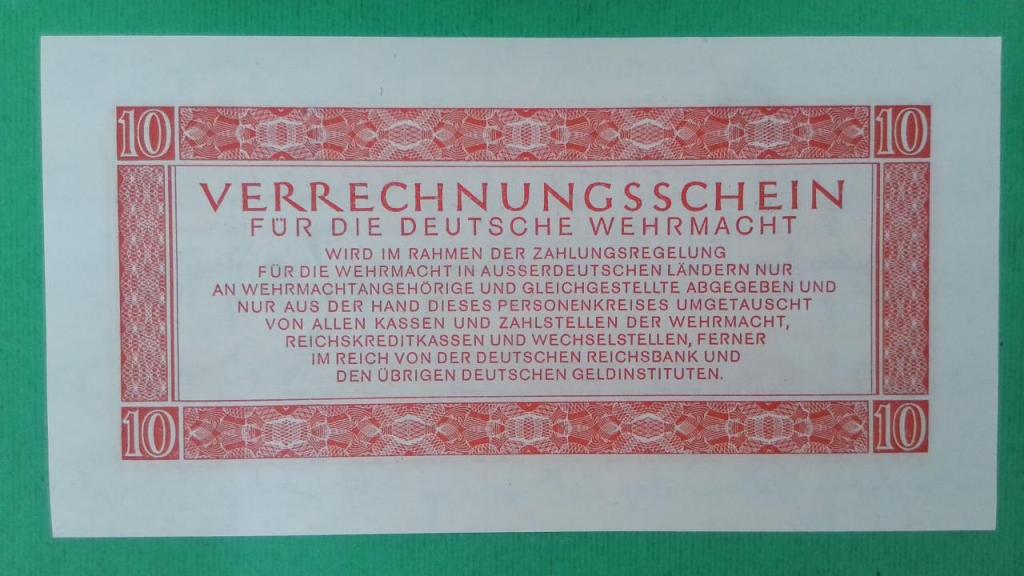 10 10
VERRECHNUNGSSCHEIN
FÜR DIE DEUTSCHE WEHRMACHT
WIRD IM RAHMEN DER ZAHLUNGSREGELUNG
FÜR DIE WEHRMACHT IN AUSSERDEUTSCHEN LÄNDERN NUR
AN WEHRMACHTANGEHÖRIGE UND GLEICHGESTELLTE ABGEGEBEN UND
NUR AUS DER HAND DIESES PERSONENKREISES UMGETAUSCHT
VON ALLEN KASSEN UND ZAHLSTELLEN DER WEHRMACHT,
REICHSKREDITKASSEN UND WECHSELSTELLEN, FERNER
IM REICH VON DER DEUTSCHEN REICHSBANK UND
DEN ÜBRIGEN DEUTSCHEN GELDINSTITUTEN.
10 10